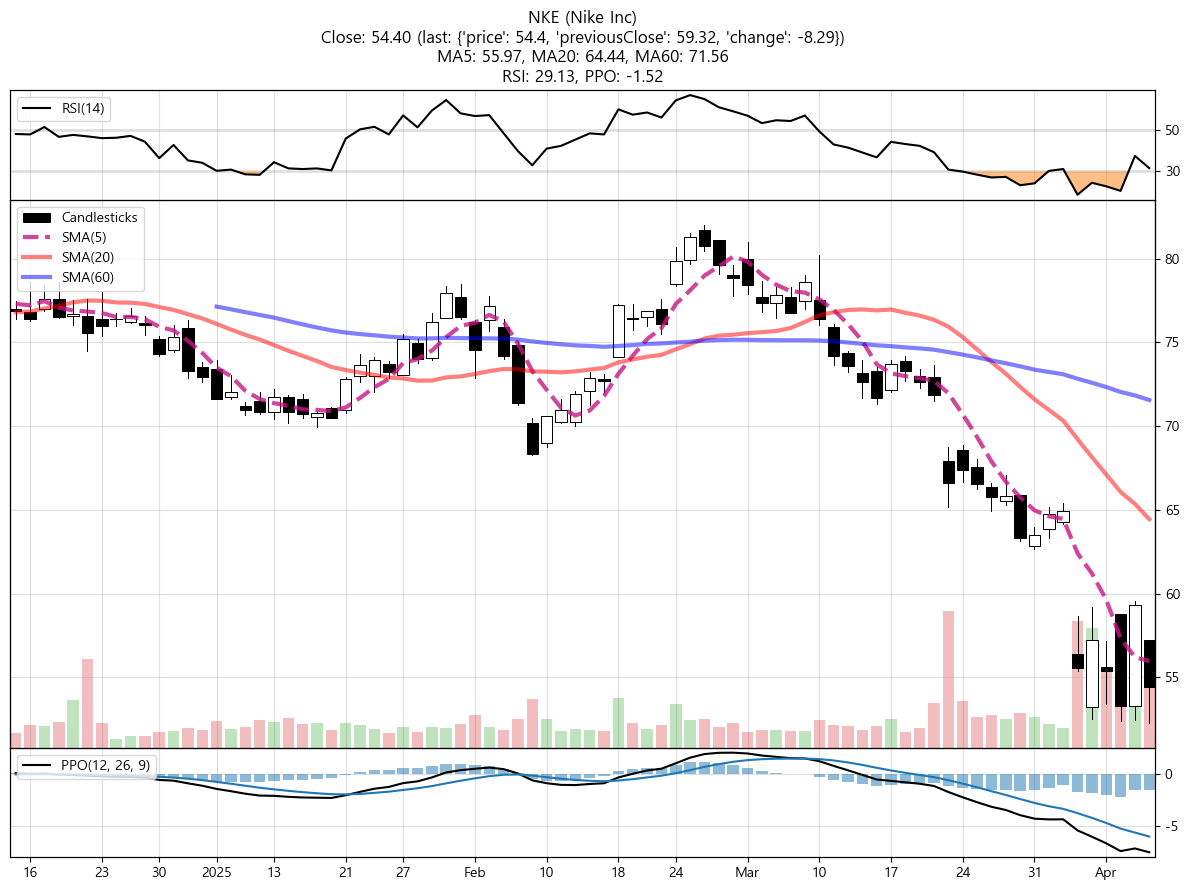 NKE (Nike Inc)
Close: 54.40 (last: {'price': 54.4, 'previousClose': 59.32, 'change': -8.29})
MA5: 55.97, MA20: 64.44, MA60: 71.56
RSI: 29.13, PPO: -1.52
RSI(14)
50
30
Candlesticks
SMA(5)
SMA(20)
SMA(60)
80
75
70
65
60
55
PPO(12, 26, 9)
0
-5
16 23 30 2025 13 21 27 Feb 10 18 24 Mar 10 17 24 31 Apr